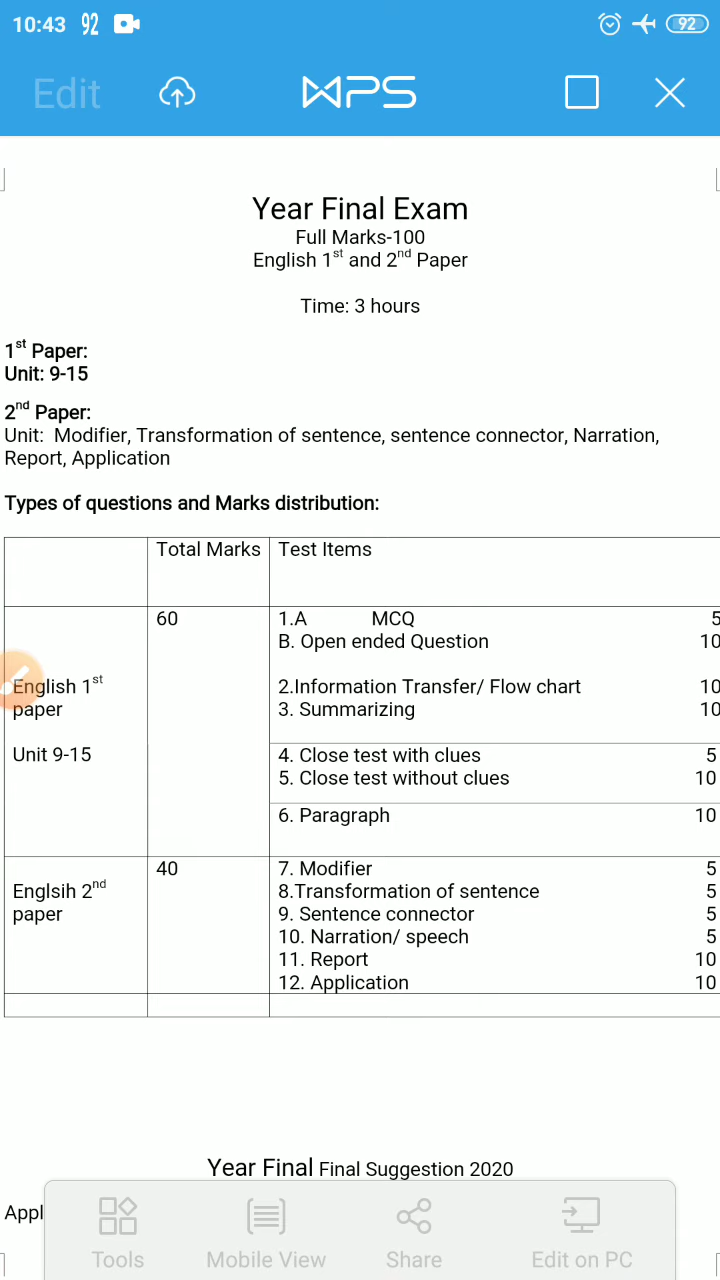 10:43 92 92
Edit WPS
Year Final Exam
Full Marks-100
English 1st and 2nd Paper
Time: 3 hours
1st Paper:
Unit: 9-15
2nd Paper:
Unit: Modifier, Transformation of sentence, sentence connector, Narration,
Report, Application
Types of questions and Marks distribution:
Total Marks Test Items
60 1.A MCQ 5
B. Open ended Question 10
English 1st 2.Information Transfer/ Flow chart 10
paper 3. Summarizing 10
Unit 9-15 4. Close test with clues 5
5. Close test without clues 10
6. Paragraph 10
40 7. Modifier 5
Englsih 2nd 8.Transformation of sentence 5
paper 9. Sentence connector 5
10. Narration/ speech 5
11. Report 10
12. Application 10
Year Final Final Suggestion 2020
Appl
Tools Mobile View Share Edit on PC